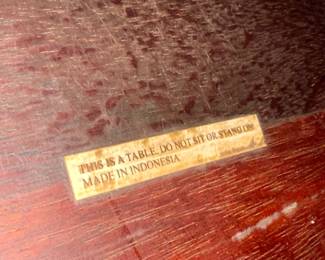 THIS IS A TABLE. DO NOT SIT OR STAND ON.
MADE IN INDONESIA.